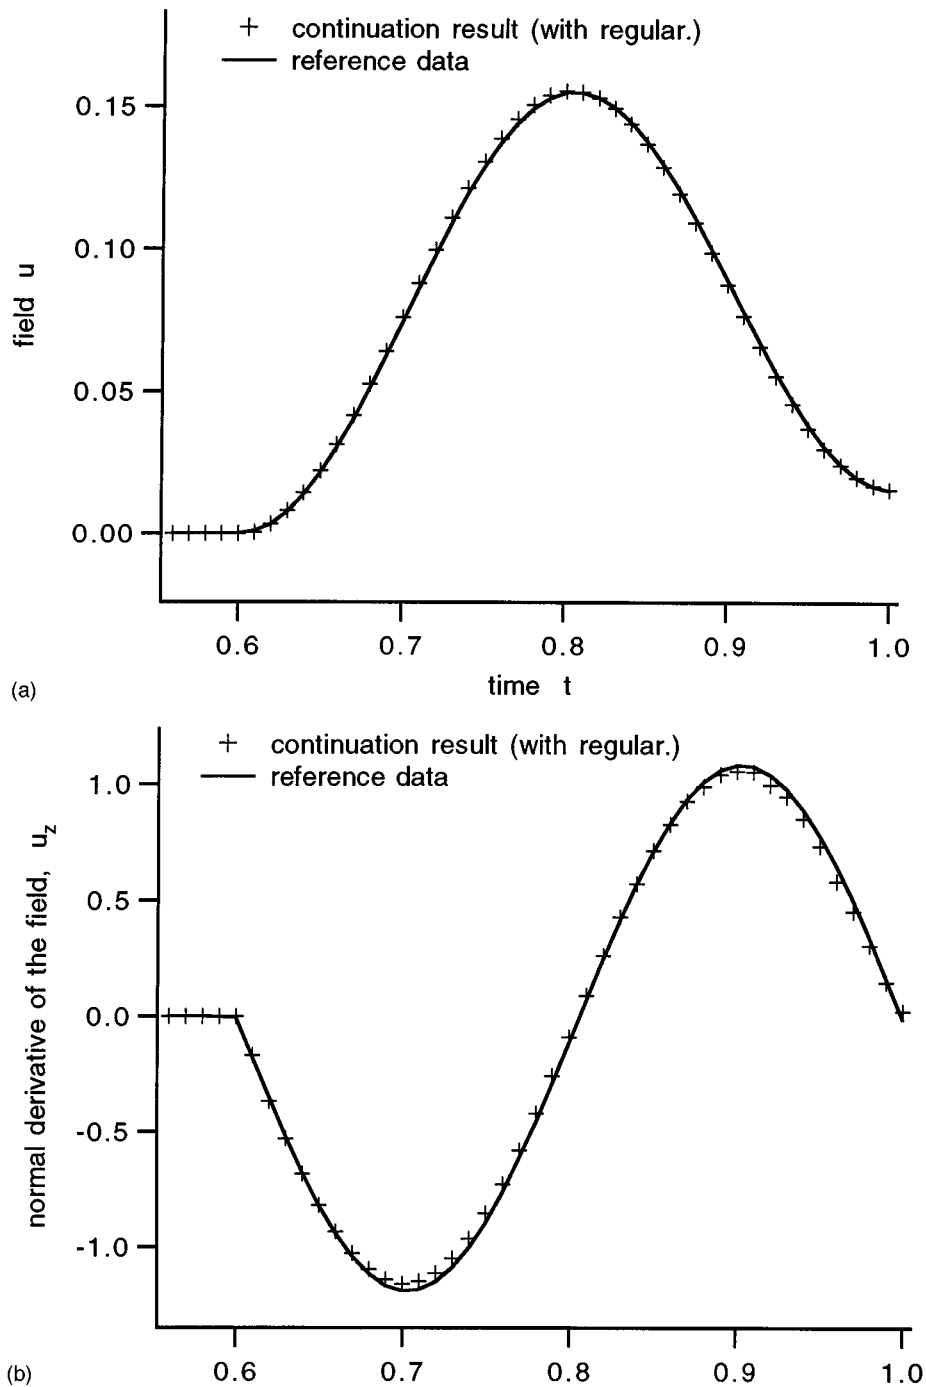 + continuation result (with regular.)
reference data
0.15
0.10
0.05
0.00
field u
0.6 0.7 0.8 0.9 1.0
time t
(a)
+ continuation result (with regular.)
reference data
1.0
0.5
0.0
-0.5
-1.0
normal derivative of the field, uz
0.6 0.7 0.8 0.9 1.0
(b)